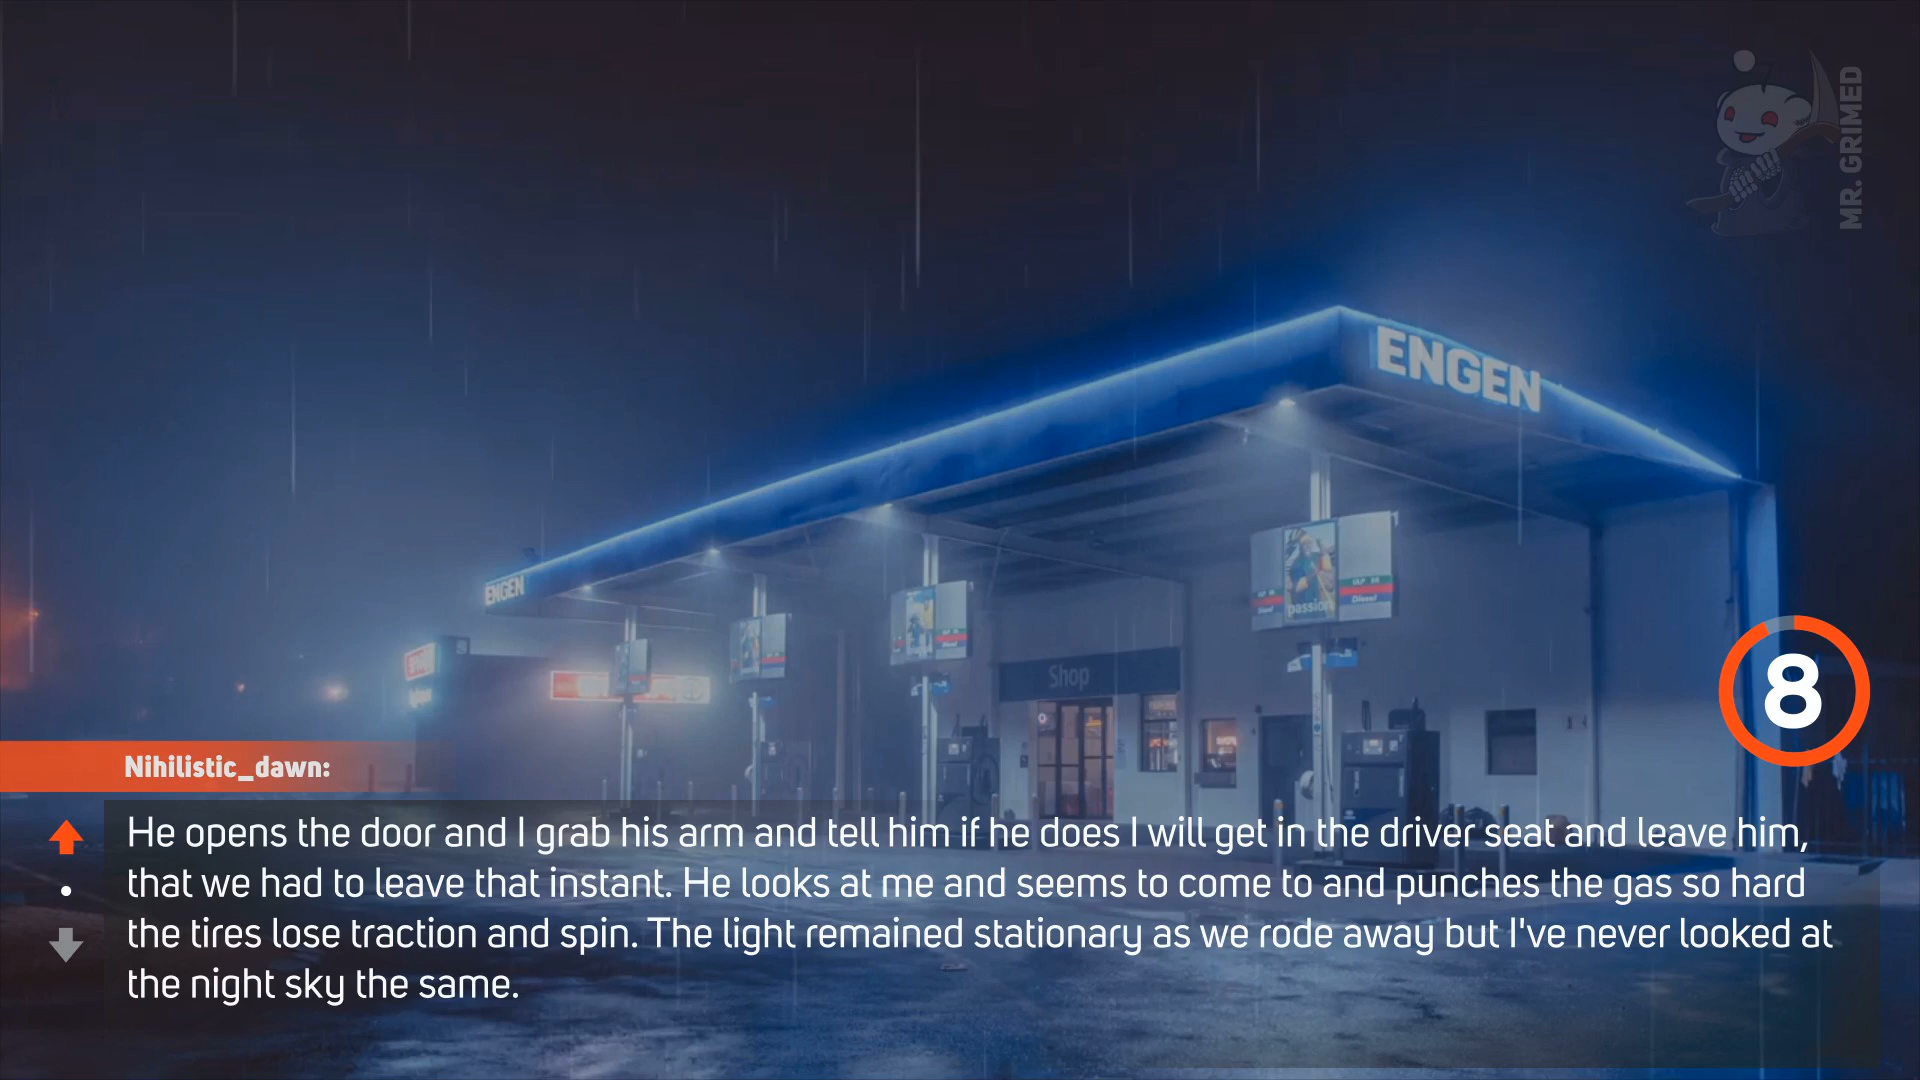 MR. GRIMED
ENGEN
ENGEN
passion
Diesel
Shop
8
Nihilistic_dawn:
He opens the door and I grab his arm and tell him if he does I will get in the driver seat and leave him,
that we had to leave that instant. He looks at me and seems to come to and punches the gas so hard
the tires lose traction and spin. The light remained stationary as we rode away but I've never looked at
the night sky the same.